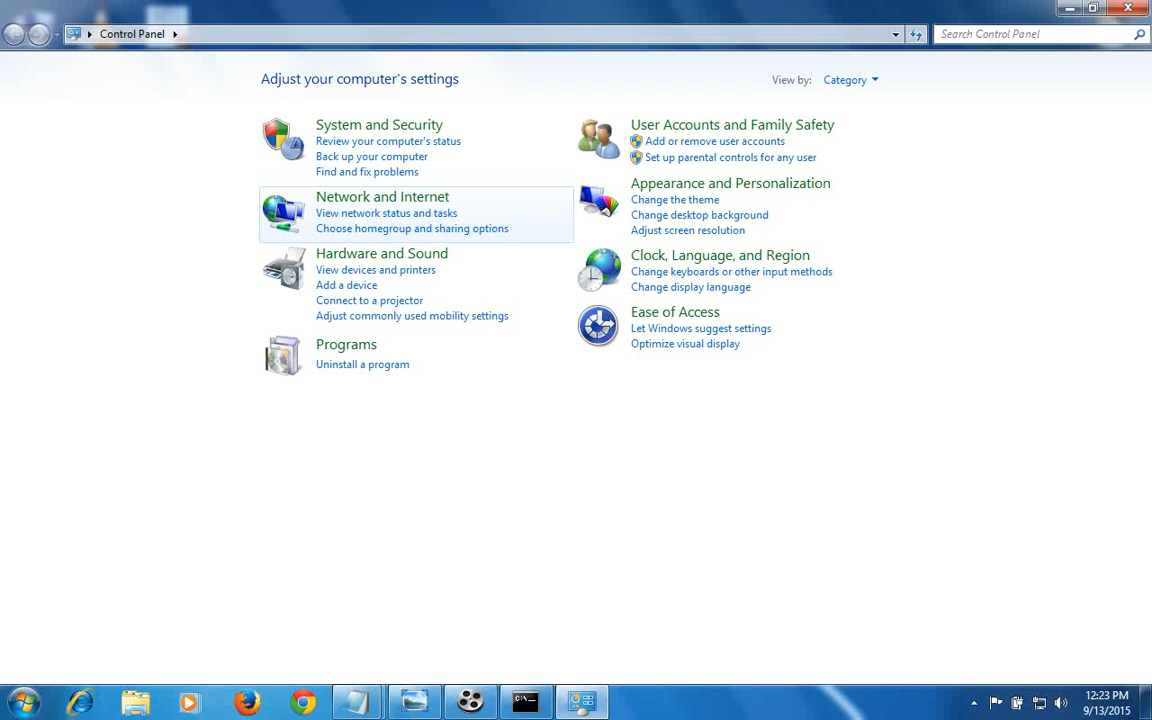 Control Panel
Search Control Panel
Adjust your computer's settings
View by: Category
System and Security
Review your computer's status
Back up your computer
Find and fix problems
Network and Internet
View network status and tasks
Choose homegroup and sharing options
Hardware and Sound
View devices and printers
Add a device
Connect to a projector
Adjust commonly used mobility settings
Programs
Uninstall a program
User Accounts and Family Safety
Add or remove user accounts
Set up parental controls for any user
Appearance and Personalization
Change the theme
Change desktop background
Adjust screen resolution
Clock, Language, and Region
Change keyboards or other input methods
Change display language
Ease of Access
Let Windows suggest settings
Optimize visual display
C:\_
12:23 PM
9/13/2015